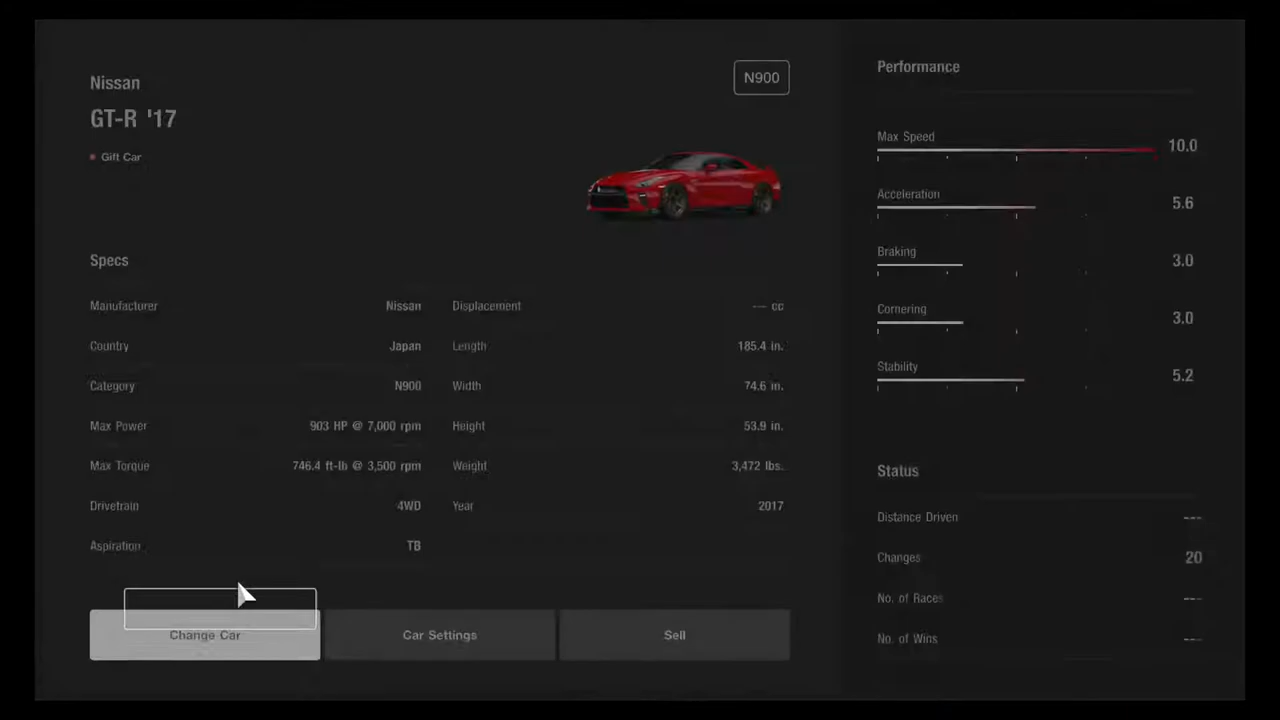 Nissan
N900
GT-R '17
Gift Car
Specs
Manufacturer Nissan
Country Japan
Category N900
Max Power 903 HP @ 7,000 rpm
Max Torque 746.4 ft-lb @ 3,500 rpm
Drivetrain 4WD
Aspiration TB
Displacement --- cc
Length 185.4 in.
Width 74.6 in.
Height 53.9 in.
Weight 3,472 lbs.
Year 2017
Change Car
Car Settings
Sell
Performance
Max Speed 10.0
Acceleration 5.6
Braking 3.0
Cornering 3.0
Stability 5.2
Status
Distance Driven ---
Changes 20
No. of Races ---
No. of Wins ---